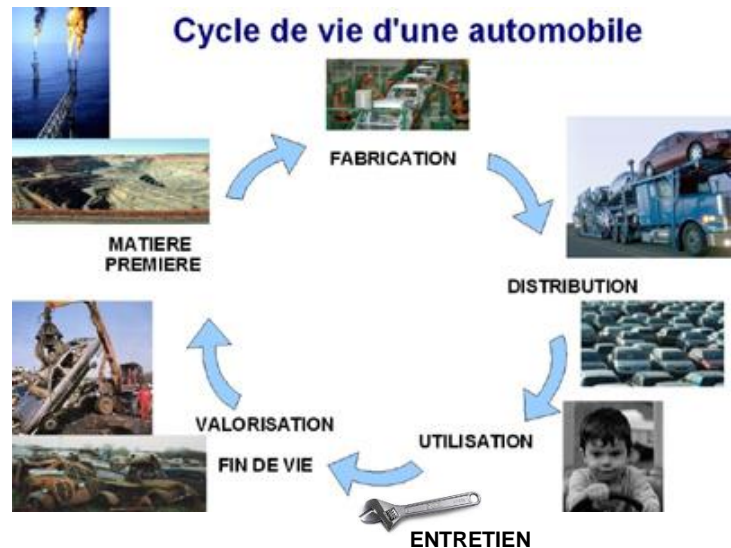 Cycle de vie d'une automobile
FABRICATION
DISTRIBUTION
UTILISATION
ENTRETIEN
FIN DE VIE
VALORISATION
MATIERE
PREMIERE